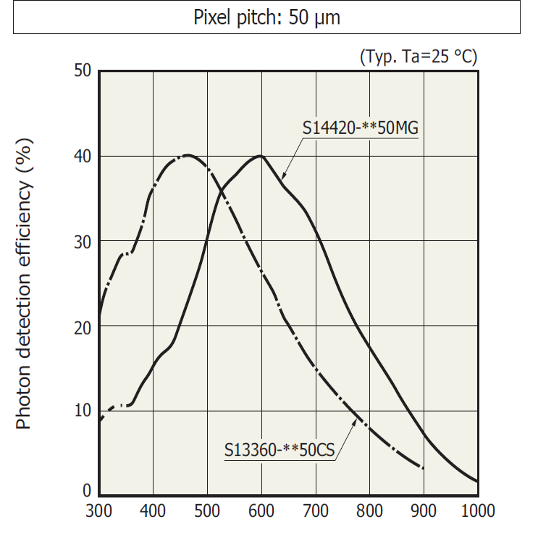 Pixel pitch: 50 μm
(Typ. Ta=25 °C)
Photon detection efficiency (%)
50
40
30
20
10
0
S14420-**50MG
S13360-**50CS
300 400 500 600 700 800 900 1000